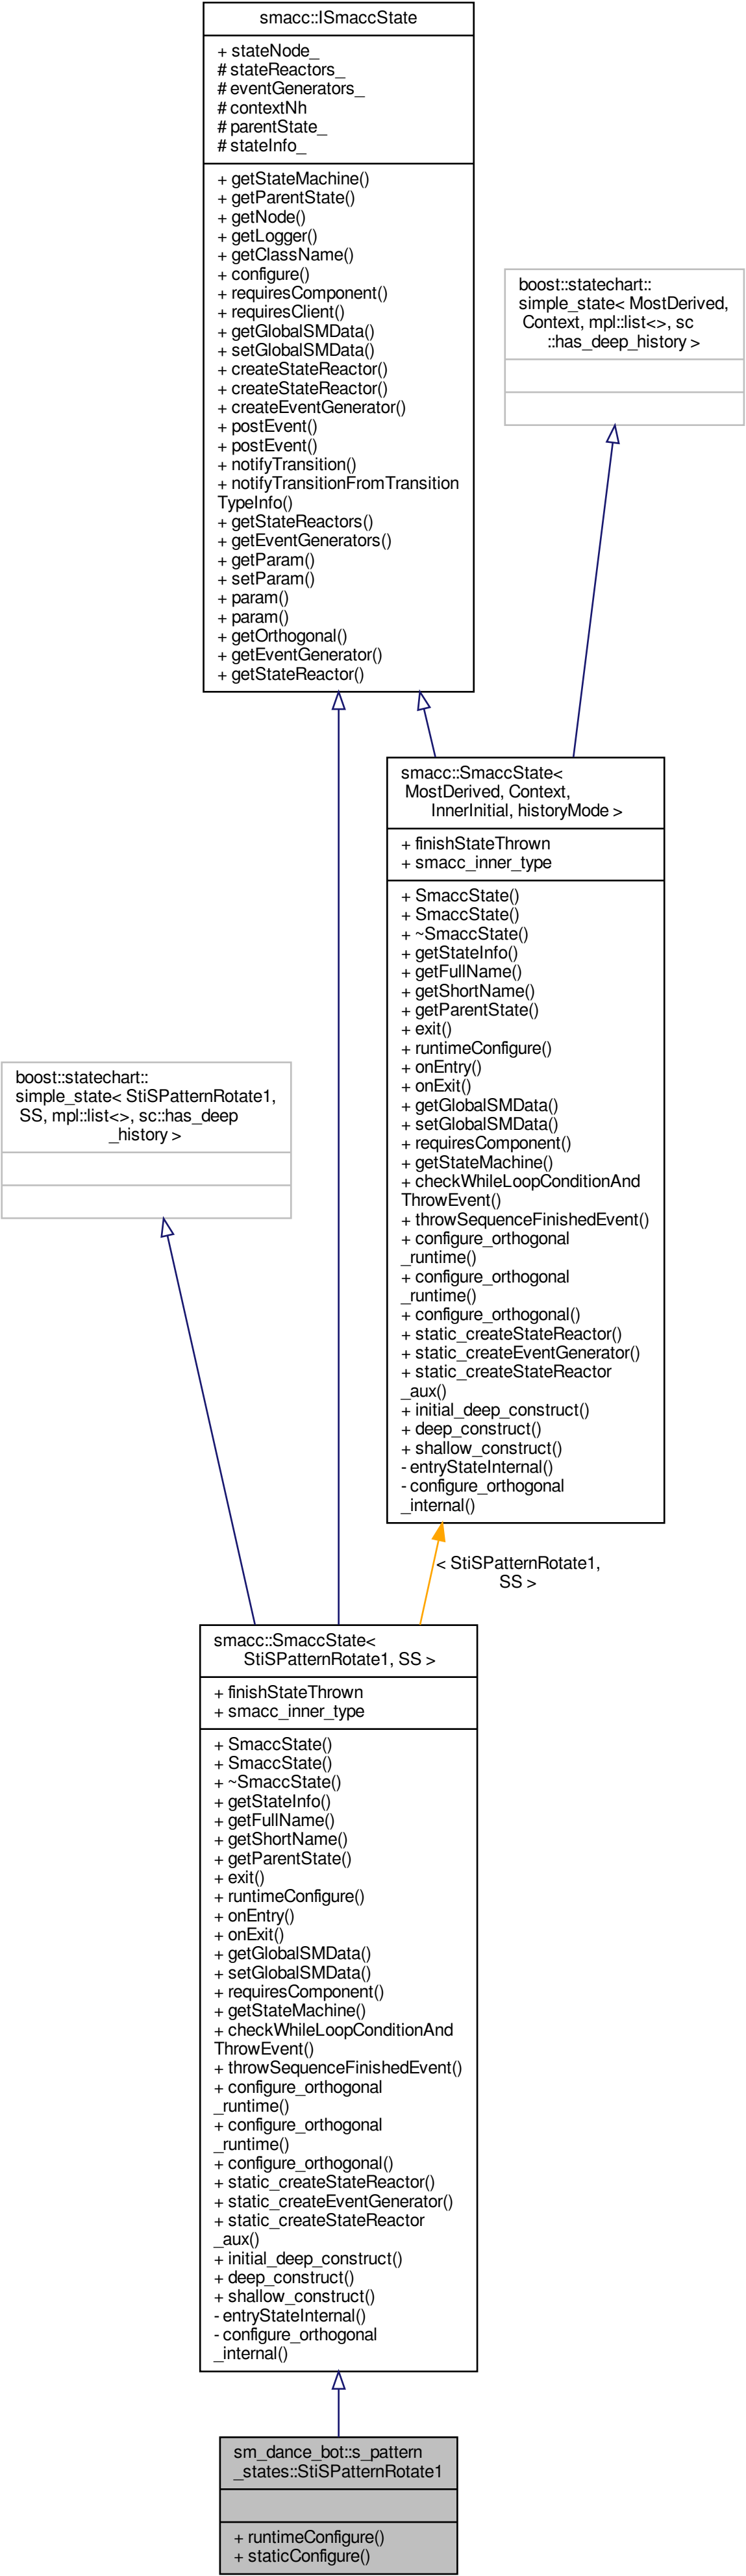 smacc::ISmaccState
+ stateNode_
# stateReactors_
# eventGenerators_
# contextNh
# parentState_
# stateInfo_
+ getStateMachine()
+ getParentState()
+ getNode()
+ getLogger()
+ getClassName()
+ configure()
+ requiresComponent()
+ requiresClient()
+ getGlobalSMData()
+ setGlobalSMData()
+ createStateReactor()
+ createStateReactor()
+ createEventGenerator()
+ postEvent()
+ postEvent()
+ notifyTransition()
+ notifyTransitionFromTransition
TypeInfo()
+ getStateReactors()
+ getEventGenerators()
+ getParam()
+ setParam()
+ param()
+ param()
+ getOrthogonal()
+ getEventGenerator()
+ getStateReactor()
boost::statechart::
simple_state< MostDerived,
Context, mpl::list<>, sc
::has_deep_history >
smacc::SmaccState<
MostDerived, Context,
InnerInitial, historyMode >
+ finishStateThrown
+ smacc_inner_type
+ SmaccState()
+ SmaccState()
+ ~SmaccState()
+ getStateInfo()
+ getFullName()
+ getShortName()
+ getParentState()
+ exit()
+ runtimeConfigure()
+ onEntry()
+ onExit()
+ getGlobalSMData()
+ setGlobalSMData()
+ requiresComponent()
+ getStateMachine()
+ checkWhileLoopConditionAnd
ThrowEvent()
+ throwSequenceFinishedEvent()
+ configure_orthogonal
_runtime()
+ configure_orthogonal
_runtime()
+ configure_orthogonal()
+ static_createStateReactor()
+ static_createEventGenerator()
+ static_createStateReactor
_aux()
+ initial_deep_construct()
+ deep_construct()
+ shallow_construct()
- entryStateInternal()
- configure_orthogonal
_internal()
boost::statechart::
simple_state< StiSPatternRotate1,
SS, mpl::list<>, sc::has_deep
_history >
< StiSPatternRotate1,
SS >
smacc::SmaccState<
StiSPatternRotate1, SS >
+ finishStateThrown
+ smacc_inner_type
+ SmaccState()
+ SmaccState()
+ ~SmaccState()
+ getStateInfo()
+ getFullName()
+ getShortName()
+ getParentState()
+ exit()
+ runtimeConfigure()
+ onEntry()
+ onExit()
+ getGlobalSMData()
+ setGlobalSMData()
+ requiresComponent()
+ getStateMachine()
+ checkWhileLoopConditionAnd
ThrowEvent()
+ throwSequenceFinishedEvent()
+ configure_orthogonal
_runtime()
+ configure_orthogonal
_runtime()
+ configure_orthogonal()
+ static_createStateReactor()
+ static_createEventGenerator()
+ static_createStateReactor
_aux()
+ initial_deep_construct()
+ deep_construct()
+ shallow_construct()
- entryStateInternal()
- configure_orthogonal
_internal()
sm_dance_bot::s_pattern
_states::StiSPatternRotate1
+ runtimeConfigure()
+ staticConfigure()